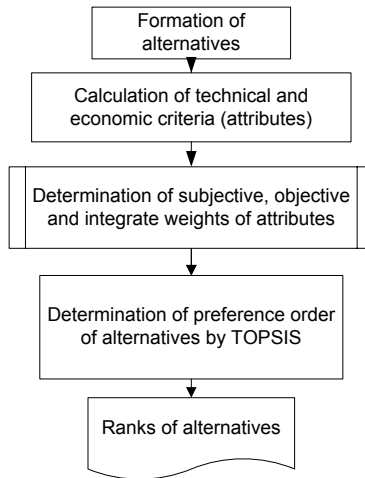 Formation of
alternatives
Calculation of technical and
economic criteria (attributes)
Determination of subjective, objective
and integrate weights of attributes
Determination of preference order
of alternatives by TOPSIS
Ranks of alternatives